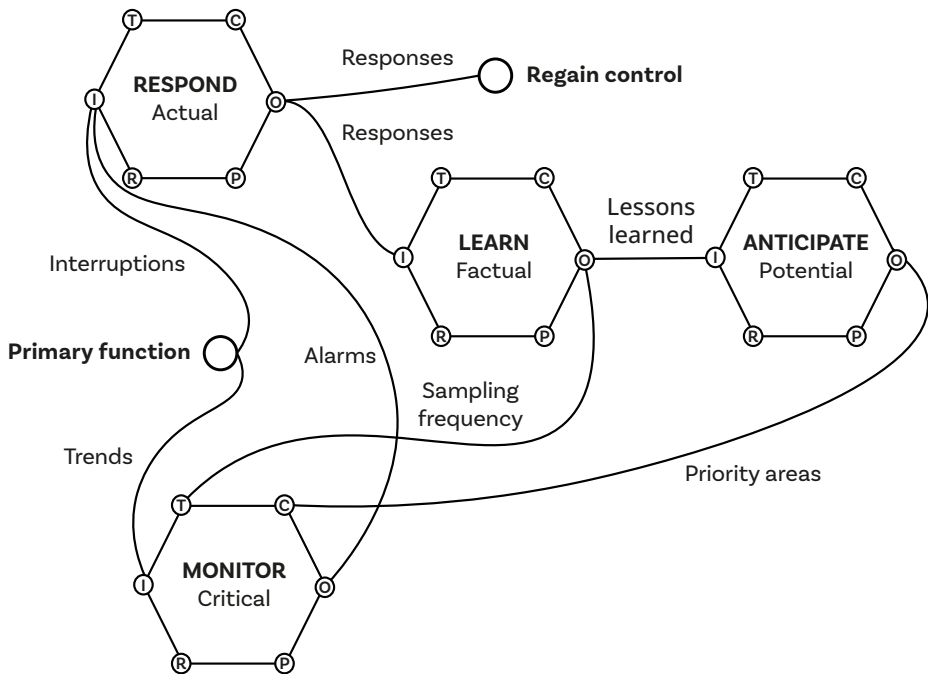 T
C
Responses
RESPOND
Actual
I
O
Regain control
Responses
R
P
T
C
LEARN
Factual
I
O
Lessons
learned
T
C
ANTICIPATE
Potential
I
O
R
P
R
P
Interruptions
Primary function
Alarms
Sampling
frequency
Trends
Priority areas
T
C
MONITOR
Critical
I
O
R
P